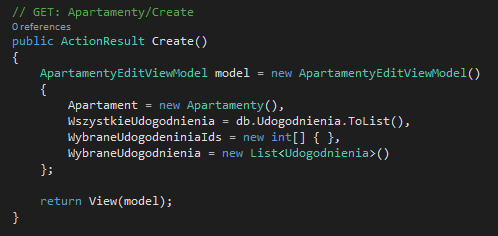 // GET: Apartamenty/Create
0 references
public ActionResult Create()
{
ApartamentyEditViewModel model = new ApartamentyEditViewModel()
{
Apartament = new Apartamenty(),
WszystkieUdogodnienia = db.Udogodnienia.ToList(),
WybraneUdogodeniniaIds = new int[] { },
WybraneUdogodnienia = new List<Udogodnienia>()
};
return View(model);
}